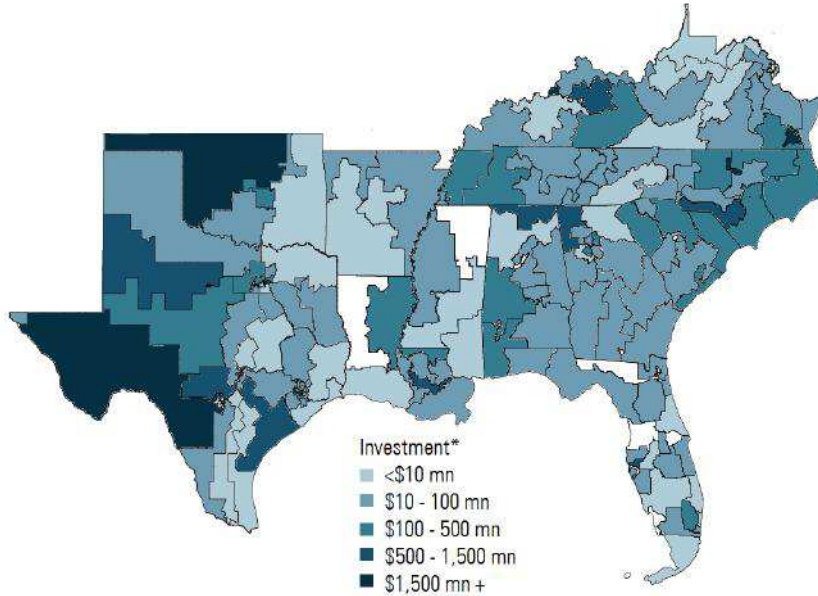 Investment*
<$10 mn
$10 - 100 mn
$100 - 500 mn
$500 - 1,500 mn
$1,500 mn +